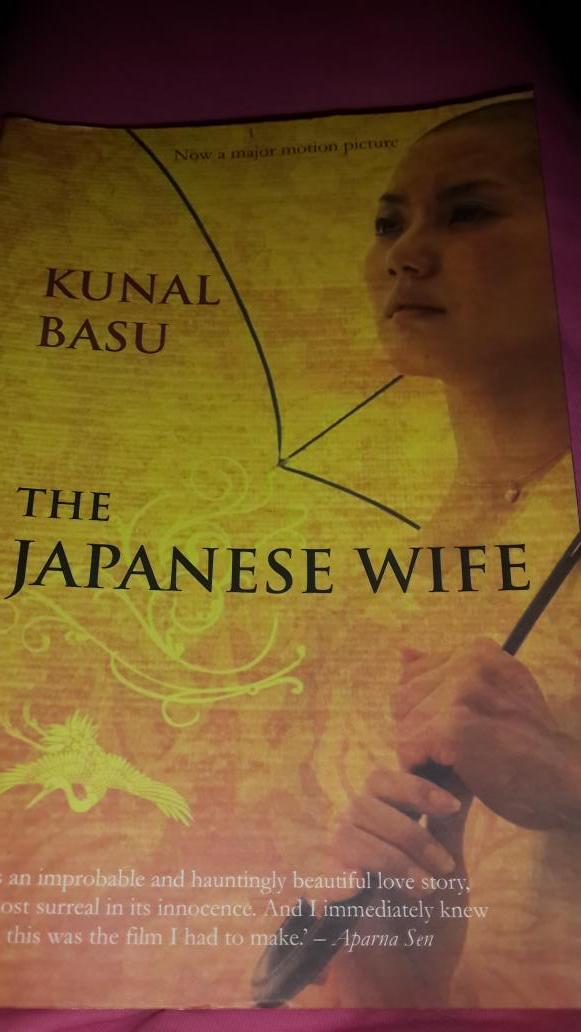 Now a major motion picture
KUNAL
BASU
THE
JAPANESE WIFE
s an improbable and hauntingly beautiful love story,
ost surreal in its innocence. And I immediately knew
this was the film I had to make.’ – Aparna Sen